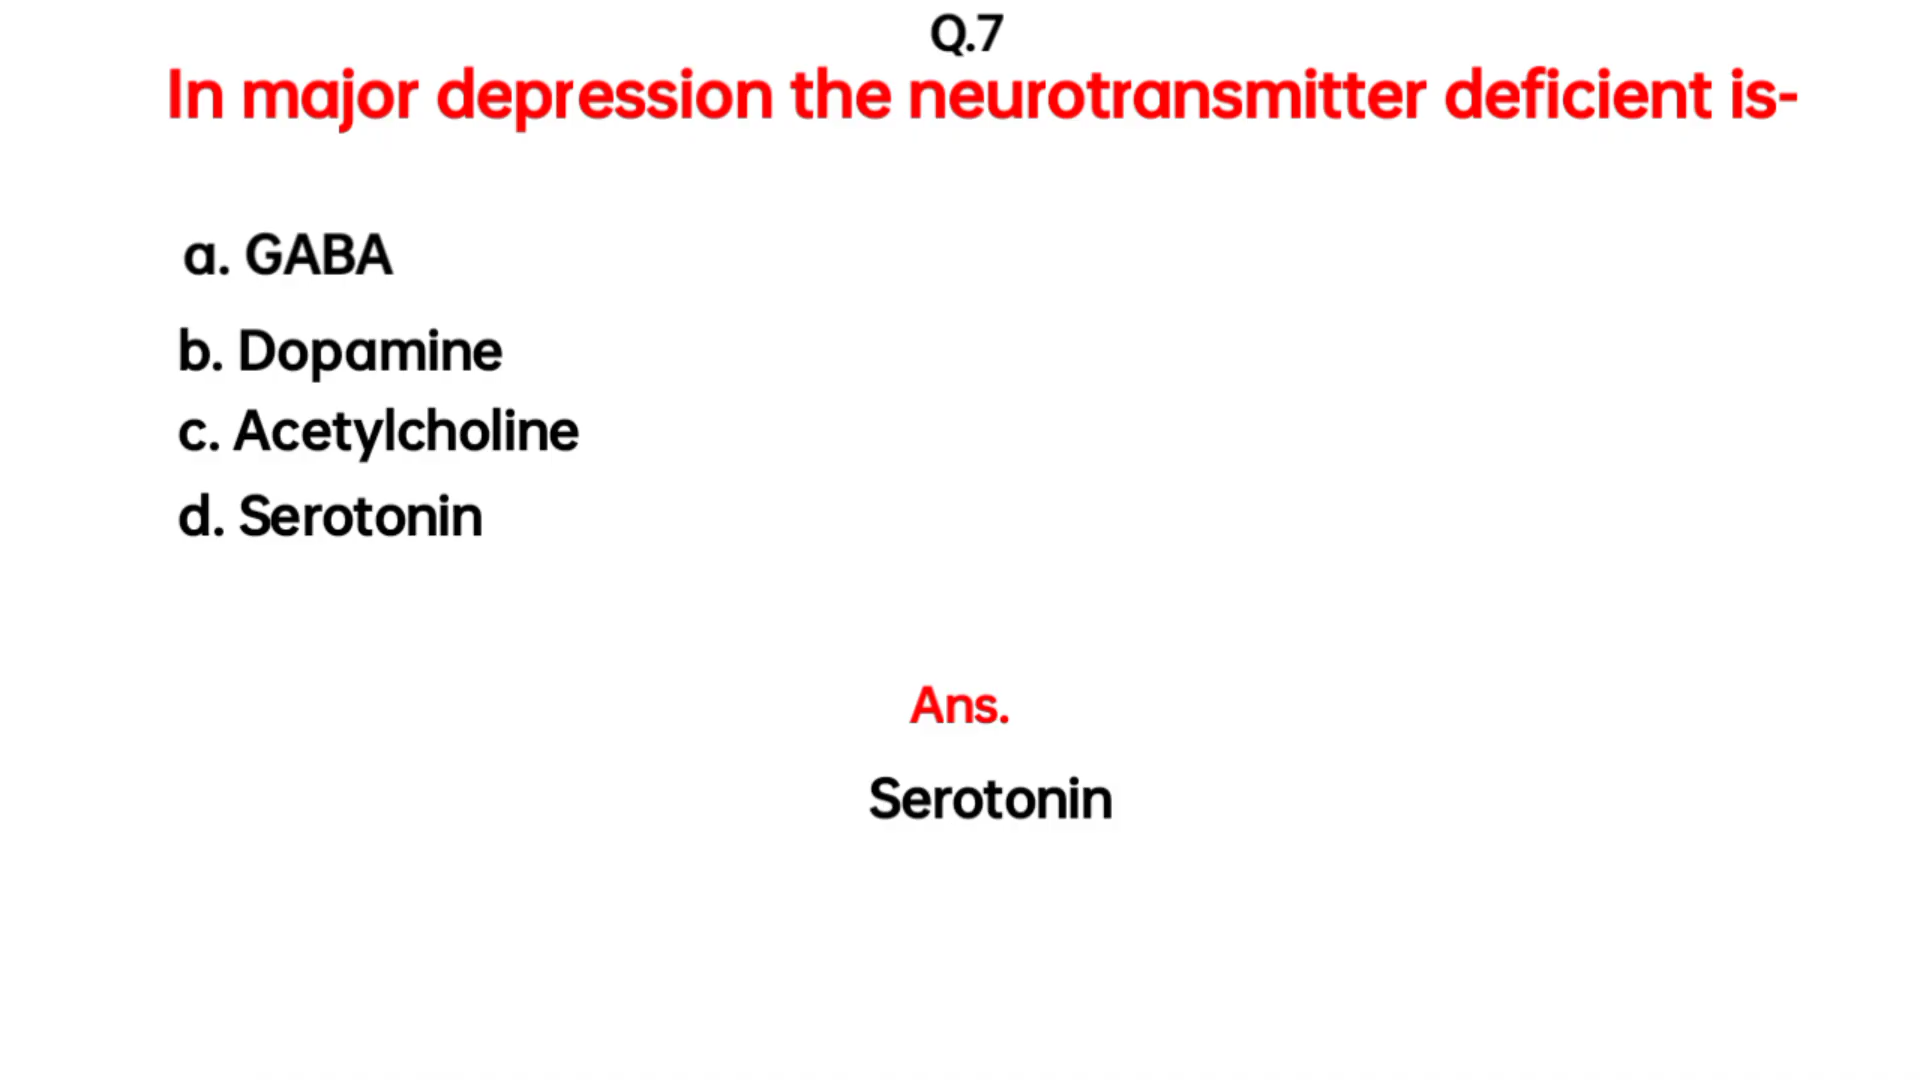 Q.7
In major depression the neurotransmitter deficient is-
a. GABA
b. Dopamine
c. Acetylcholine
d. Serotonin
Ans.
Serotonin